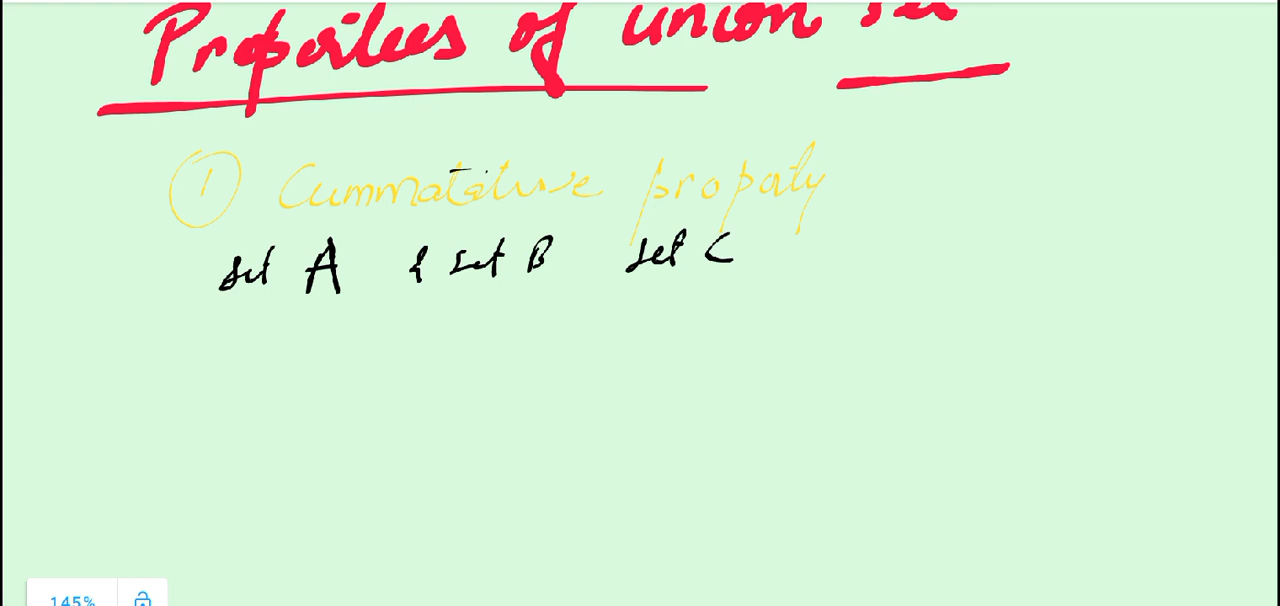 Properties of union set
① Cummatative property
set A & set B set C
145%